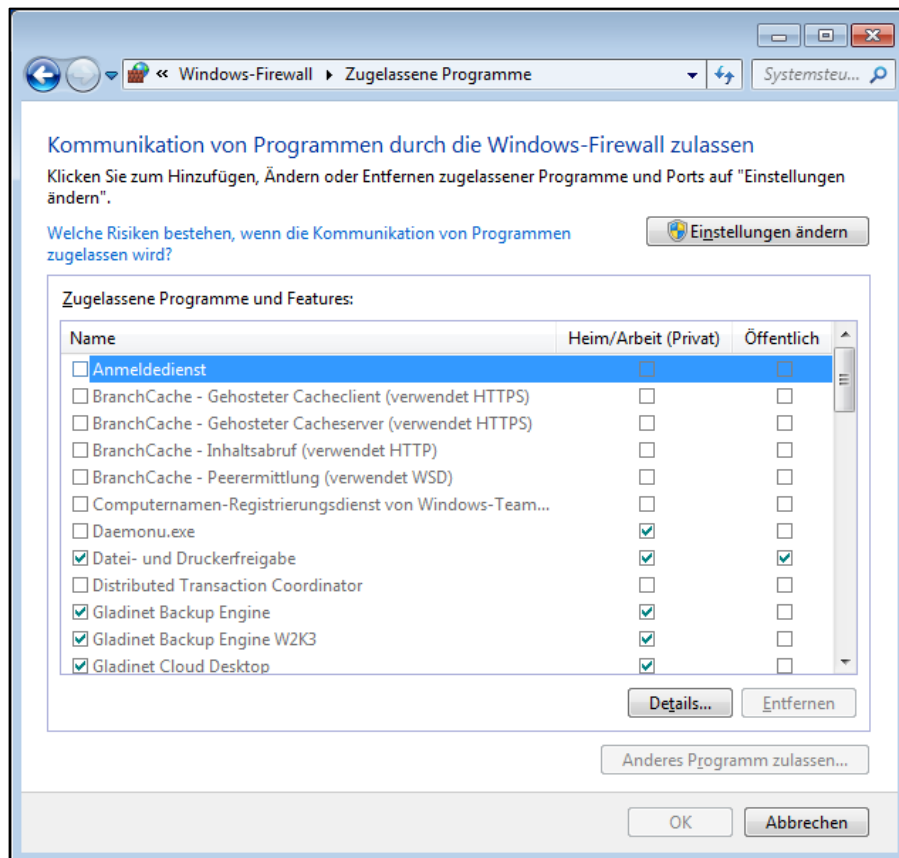 « Windows-Firewall ▸ Zugelassene Programme
Systemsteu...
Kommunikation von Programmen durch die Windows-Firewall zulassen
Klicken Sie zum Hinzufügen, Ändern oder Entfernen zugelassener Programme und Ports auf "Einstellungen
ändern".
Welche Risiken bestehen, wenn die Kommunikation von Programmen
zugelassen wird?
Einstellungen ändern
Zugelassene Programme und Features:
Name Heim/Arbeit (Privat) Öffentlich
Anmeldedienst
BranchCache - Gehosteter Cacheclient (verwendet HTTPS)
BranchCache - Gehosteter Cacheserver (verwendet HTTPS)
BranchCache - Inhaltsabruf (verwendet HTTP)
BranchCache - Peerermittlung (verwendet WSD)
Computernamen-Registrierungsdienst von Windows-Team...
Daemonu.exe
Datei- und Druckerfreigabe
Distributed Transaction Coordinator
Gladinet Backup Engine
Gladinet Backup Engine W2K3
Gladinet Cloud Desktop
Details... Entfernen
Anderes Programm zulassen...
OK Abbrechen